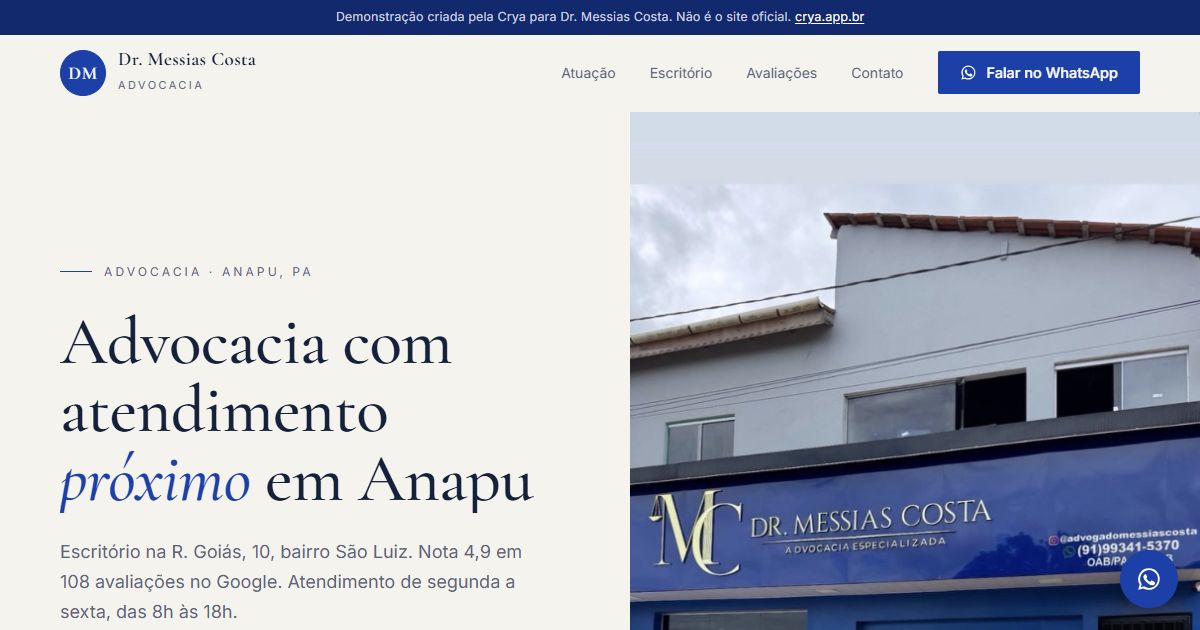 Demonstração criada pela Crya para Dr. Messias Costa. Não é o site oficial. crya.app.br
DM
Dr. Messias Costa
ADVOCACIA
Atuação
Escritório
Avaliações
Contato
Falar no WhatsApp
ADVOCACIA · ANAPU, PA
Advocacia com
atendimento
próximo em Anapu
Escritório na R. Goiás, 10, bairro São Luiz. Nota 4,9 em
108 avaliações no Google. Atendimento de segunda a
sexta, das 8h às 18h.
MC
DR. MESSIAS COSTA
ADVOCACIA ESPECIALIZADA
@advogadomessiascosta
(91)99341-5370
OAB/PA